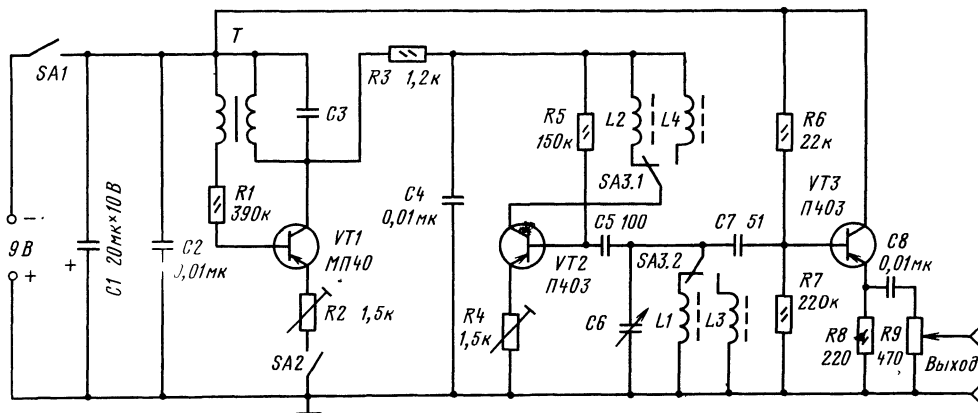 T
SA1
R3 1,2к
C3
R5
150к
L2
L4
R6
22к
R1
390к
C4
0,01мк
SA3.1
VT3
П403
9В
−
+
C1 20мк×10В
+
C2
0,01мк
VT1
МП40
C5 100
C7 51
VT2
П403
SA3.2
C8
0,01мк
R2 1,5к
R4
1,5к
C6
L1
L3
R7
220к
SA2
R8
220
R9
470
Выход